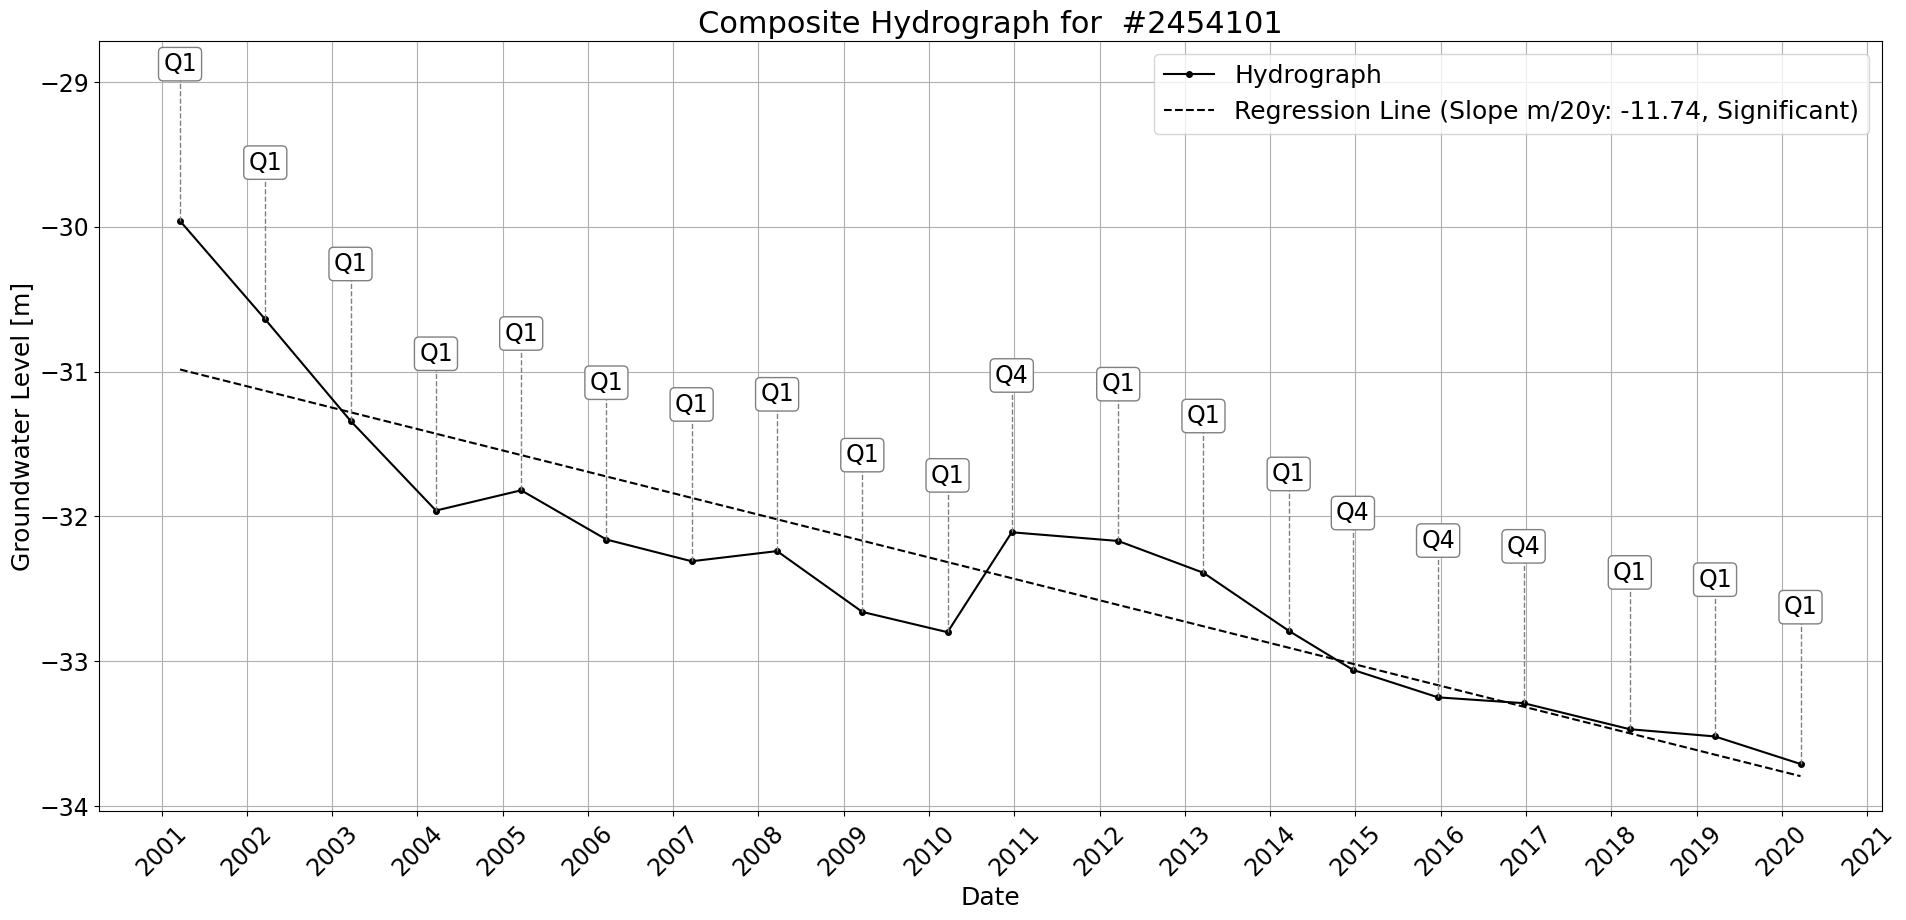 Composite Hydrograph for  #2454101
Hydrograph
Regression Line (Slope m/20y: -11.74, Significant)
Q1
Q1
Q1
Q1
Q1
Q1
Q1
Q1
Q1
Q1
Q4
Q1
Q1
Q1
Q4
Q4
Q4
Q1
Q1
Q1
Groundwater Level [m]
−29
−30
−31
−32
−33
−34
2001
2002
2003
2004
2005
2006
2007
2008
2009
2010
2011
2012
2013
2014
2015
2016
2017
2018
2019
2020
2021
Date